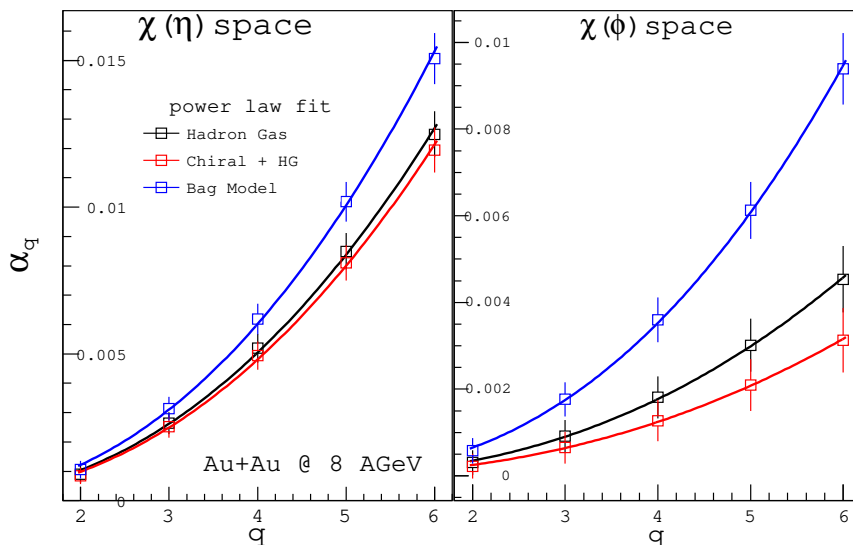 χ(η) space
0.015
power law fit
Hadron Gas
Chiral + HG
Bag Model
0.01
α_q
0.005
Au+Au @ 8 AGeV
0
2 3 4 5 6
q
χ(ϕ) space
0.01
0.008
0.006
0.004
0.002
0
2 3 4 5 6
q